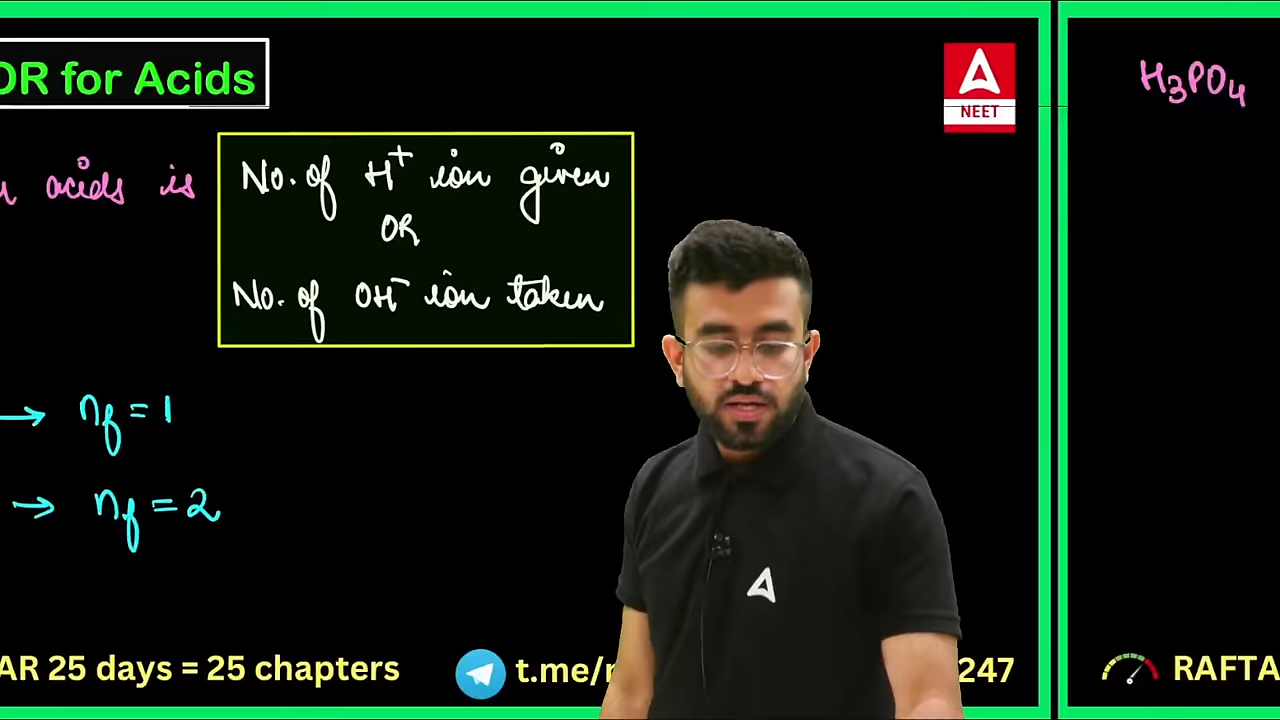 OR for Acids
NEET
H3PO4
acids is
No. of H+ ion given
OR
No. of OH- ion taken
→ nf = 1
→ nf = 2
AR 25 days = 25 chapters
t.me/
247
RAFTA